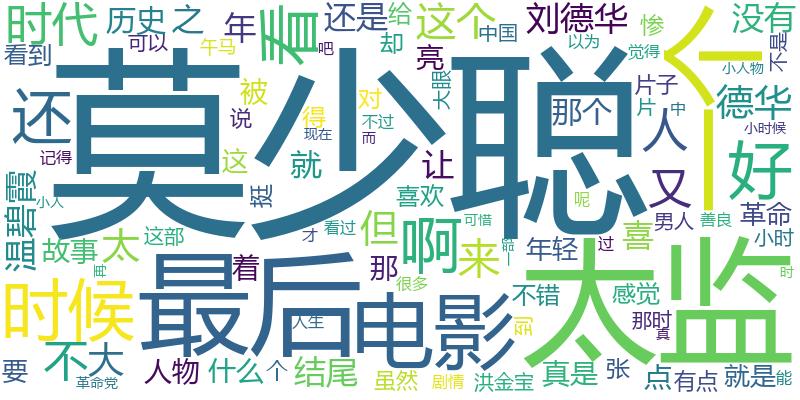 时代
历史
之
年
看
还是
给
却
这个
中国
刘德华
惨
一个
没有
不是
看到
可以
午马
吧
亮
大眼
以为
觉得
小人物
莫少聪
还
被
说
得
对
那个
片子
片
中
德华
不过
而
现在
记得
这
就
让
人
又
好
小时候
温碧霞
小人
挺
喜欢
男人
善良
革命
故事
太
这部
才
看过
但
啊
可惜
呢
来
年轻
过
喜
小时
再
着
那
很多
最后
电影
太监
时
时候
人生
到
不错
感觉
那时
真
要
不
大
革命党
人物
什么
个
结尾
虽然
剧情
洪金宝
真是
张
点
有点
就是
能